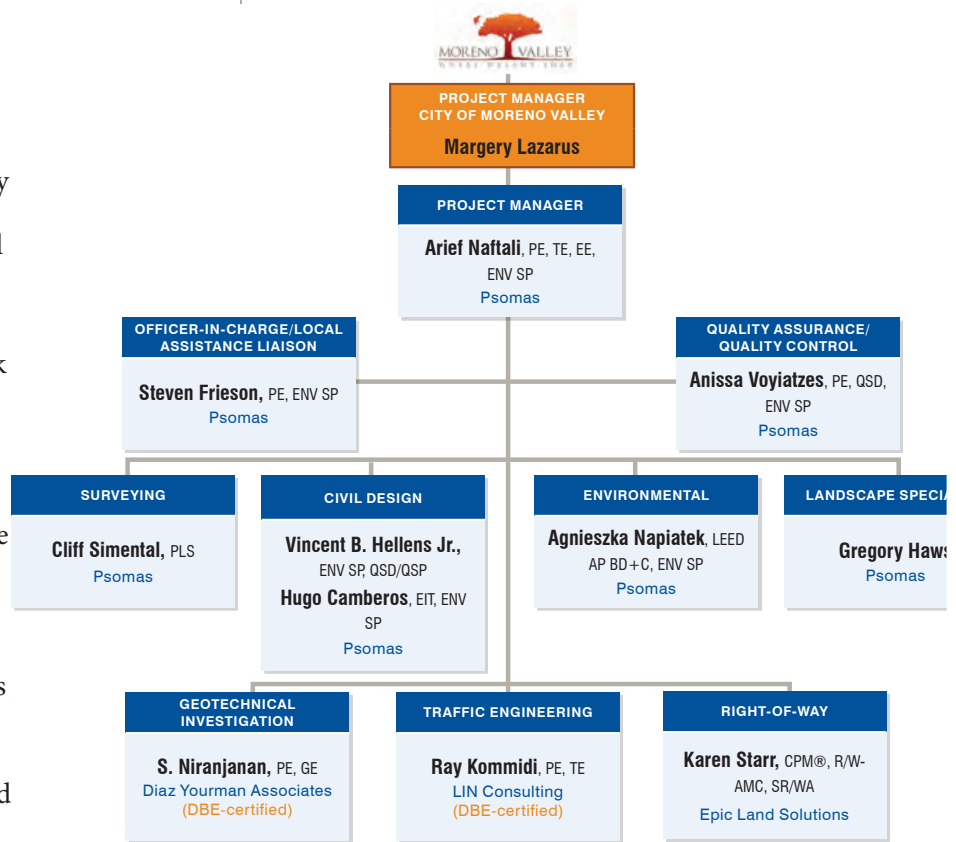 MORENO VALLEY
PROJECT MANAGER
CITY OF MORENO VALLEY
Margery Lazarus
PROJECT MANAGER
Arief Naftali, PE, TE, EE,
ENV SP
Psomas
OFFICER-IN-CHARGE/LOCAL
ASSISTANCE LIAISON
Steven Frieson, PE, ENV SP
Psomas
QUALITY ASSURANCE/
QUALITY CONTROL
Anissa Voyiatzes, PE, QSD,
ENV SP
Psomas
SURVEYING
Cliff Simental, PLS
Psomas
CIVIL DESIGN
Vincent B. Hellens Jr.,
ENV SP, QSD/QSP
Hugo Camberos, EIT, ENV
SP
Psomas
ENVIRONMENTAL
Agnieszka Napiatek, LEED
AP BD+C, ENV SP
Psomas
LANDSCAPE SPECIA
Gregory Haws
Psomas
GEOTECHNICAL
INVESTIGATION
S. Niranjanan, PE, GE
Diaz Yourman Associates
(DBE-certified)
TRAFFIC ENGINEERING
Ray Kommidi, PE, TE
LIN Consulting
(DBE-certified)
RIGHT-OF-WAY
Karen Starr, CPM®, R/W-
AMC, SR/WA
Epic Land Solutions